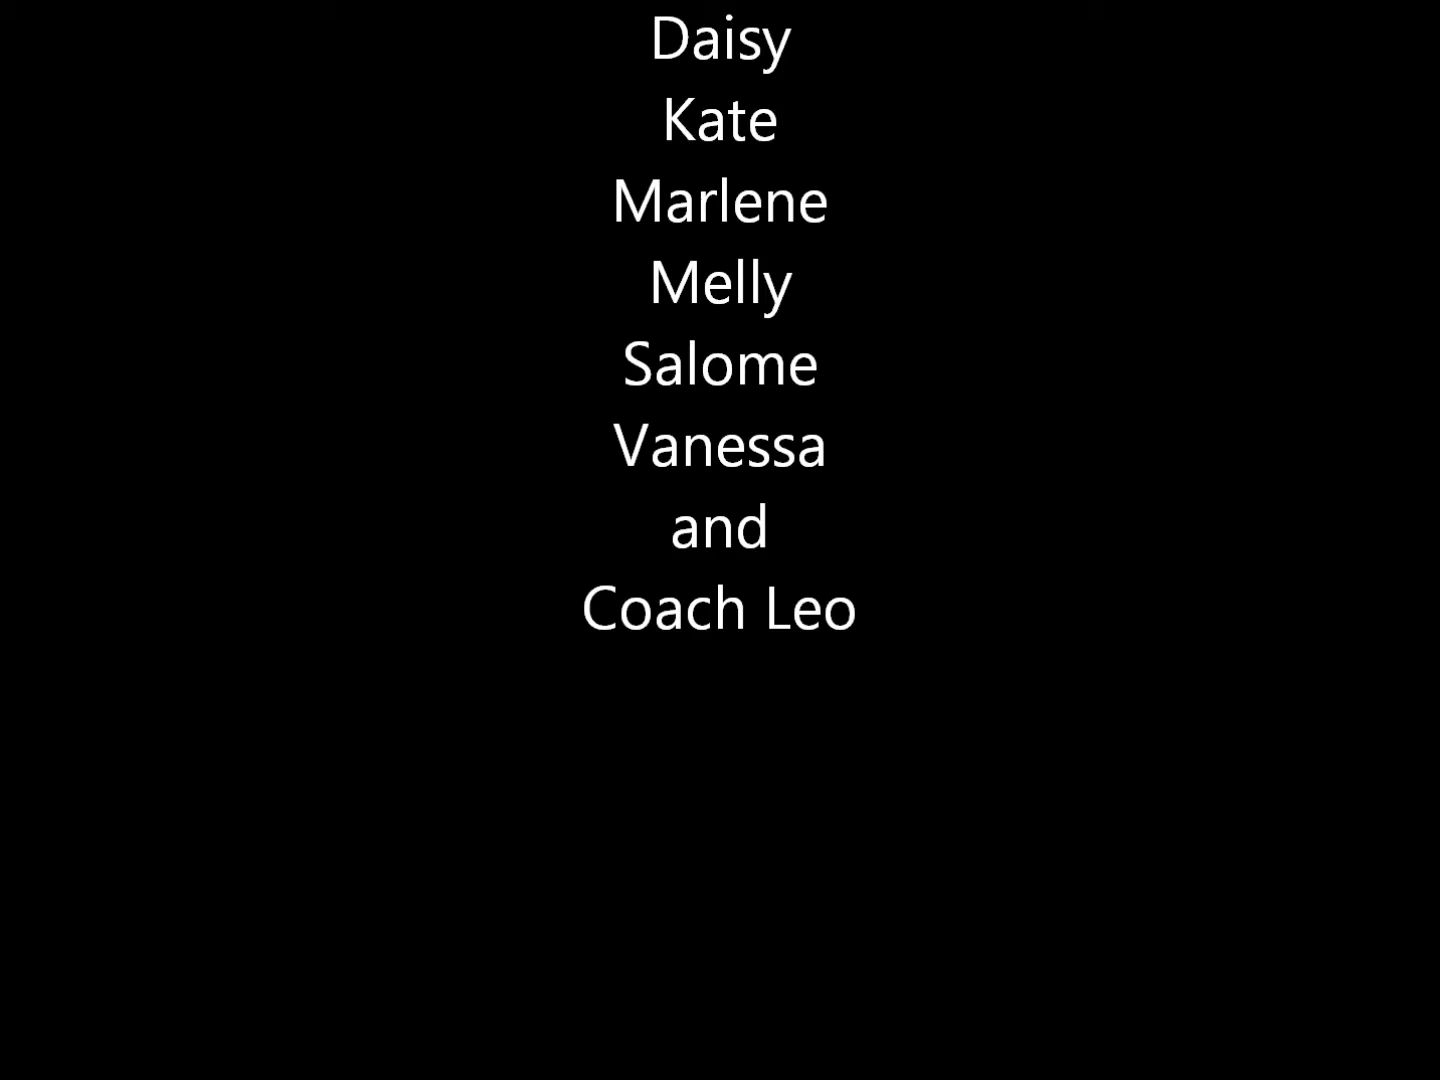 Daisy
Kate
Marlene
Melly
Salome
Vanessa
and
Coach Leo